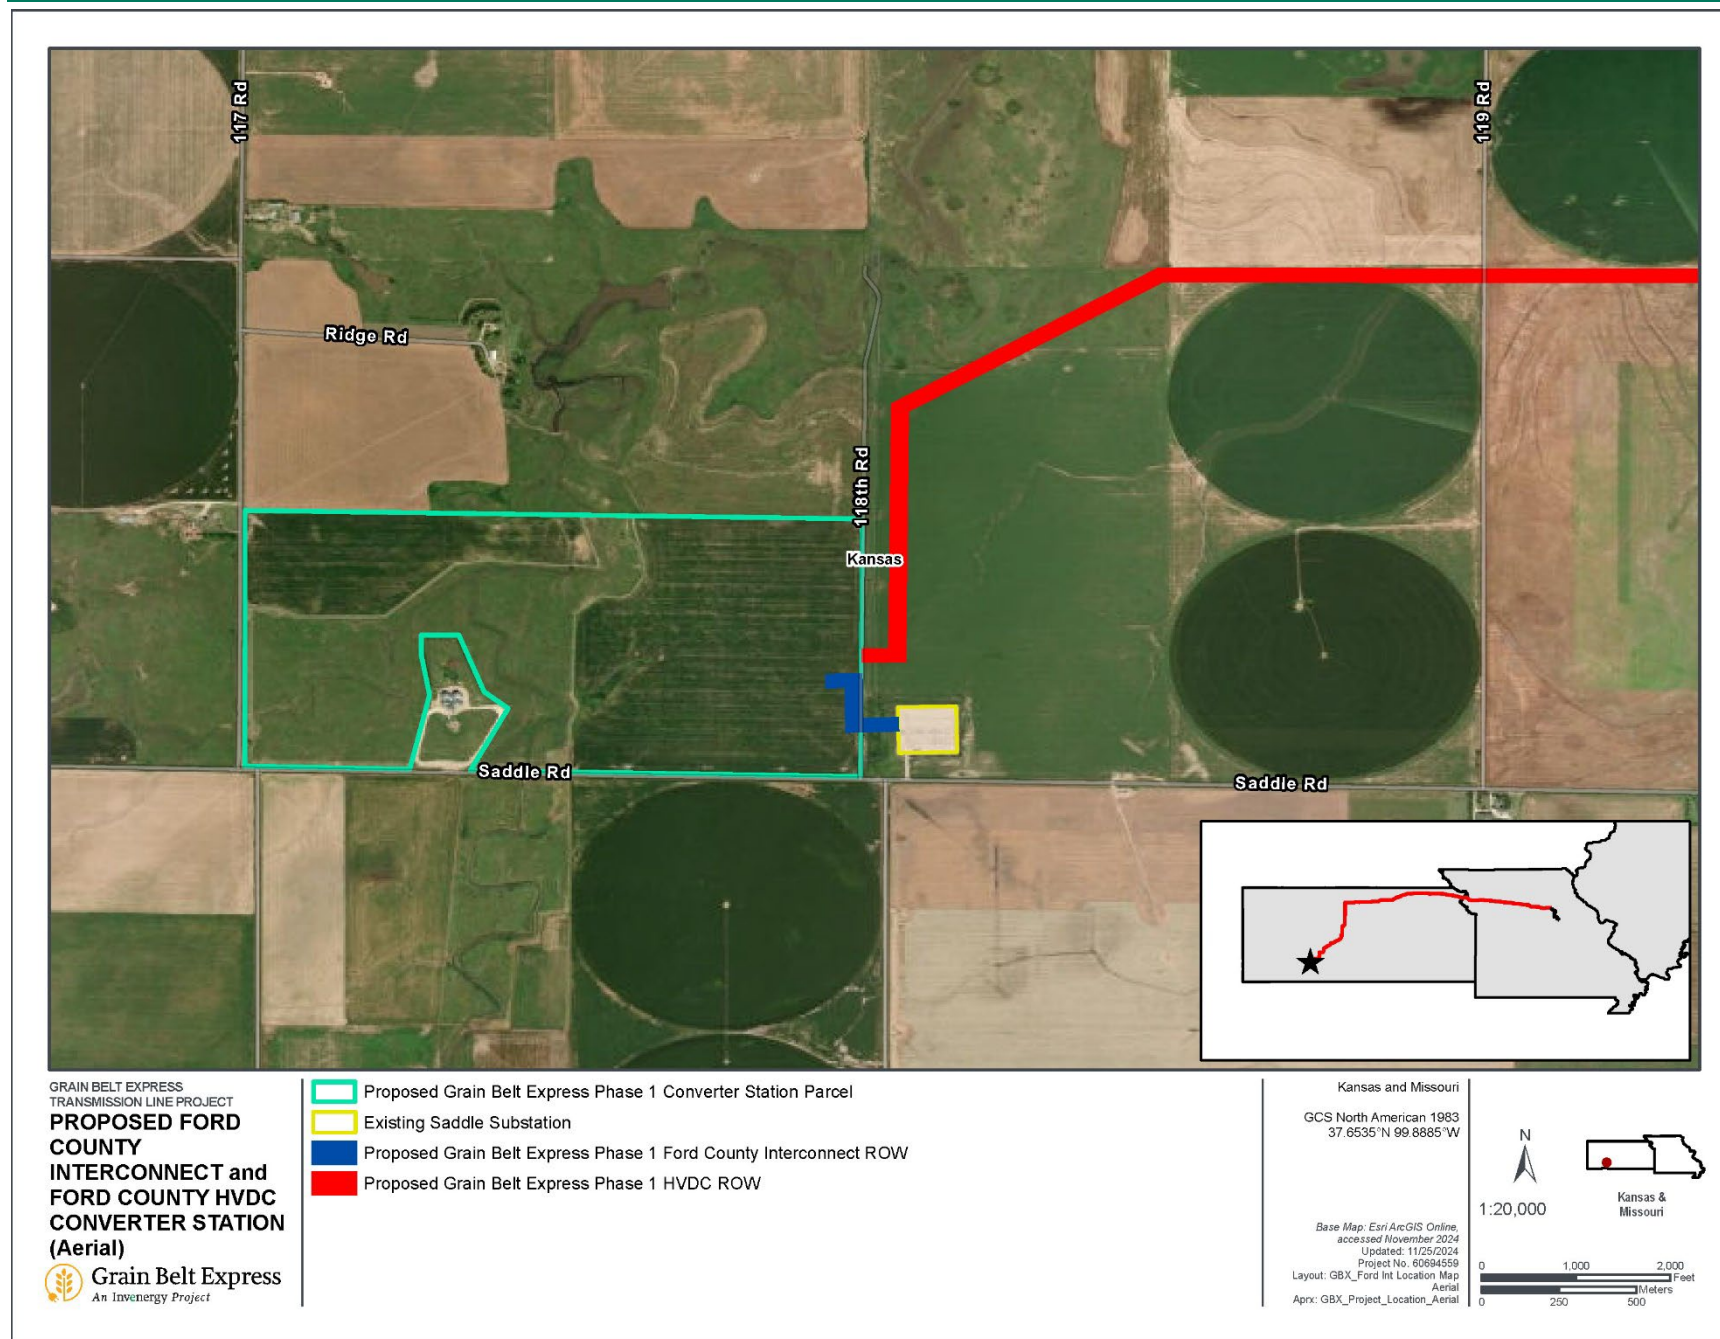 117 Rd
119 Rd
Ridge Rd
118th Rd
Kansas
Saddle Rd
Saddle Rd
GRAIN BELT EXPRESS
TRANSMISSION LINE PROJECT
PROPOSED FORD
COUNTY
INTERCONNECT and
FORD COUNTY HVDC
CONVERTER STATION
(Aerial)
Grain Belt Express
An Invenergy Project
Proposed Grain Belt Express Phase 1 Converter Station Parcel
Existing Saddle Substation
Proposed Grain Belt Express Phase 1 Ford County Interconnect ROW
Proposed Grain Belt Express Phase 1 HVDC ROW
Kansas and Missouri
GCS North American 1983
37.6535°N 99.8885°W
Base Map: Esri ArcGIS Online,
accessed November 2024
Updated: 11/25/2024
Project No. 60694559
Layout: GBX_Ford Int Location Map
Aerial
Aprx: GBX_Project_Location_Aerial
N
1:20,000
Kansas &
Missouri
0 1,000 2,000
Feet
Meters
0 250 500